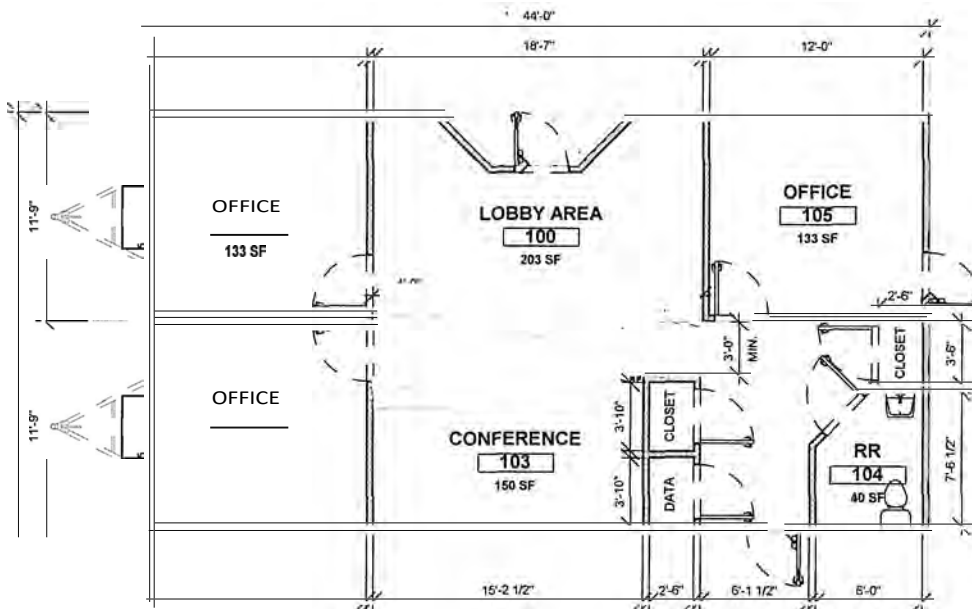 44'-0"
18'-7"
12'-0"
11'-9"
OFFICE
133 SF
LOBBY AREA
100
203 SF
OFFICE
105
133 SF
2'-6"
3'-0"
MIN.
CLOSET
3'-6"
11'-9"
OFFICE
3'-10"
CLOSET
CONFERENCE
103
150 SF
3'-10"
DATA
RR
104
40 SF
7'-6 1/2"
15'-2 1/2"
2'-6"
6'-1 1/2"
6'-0"